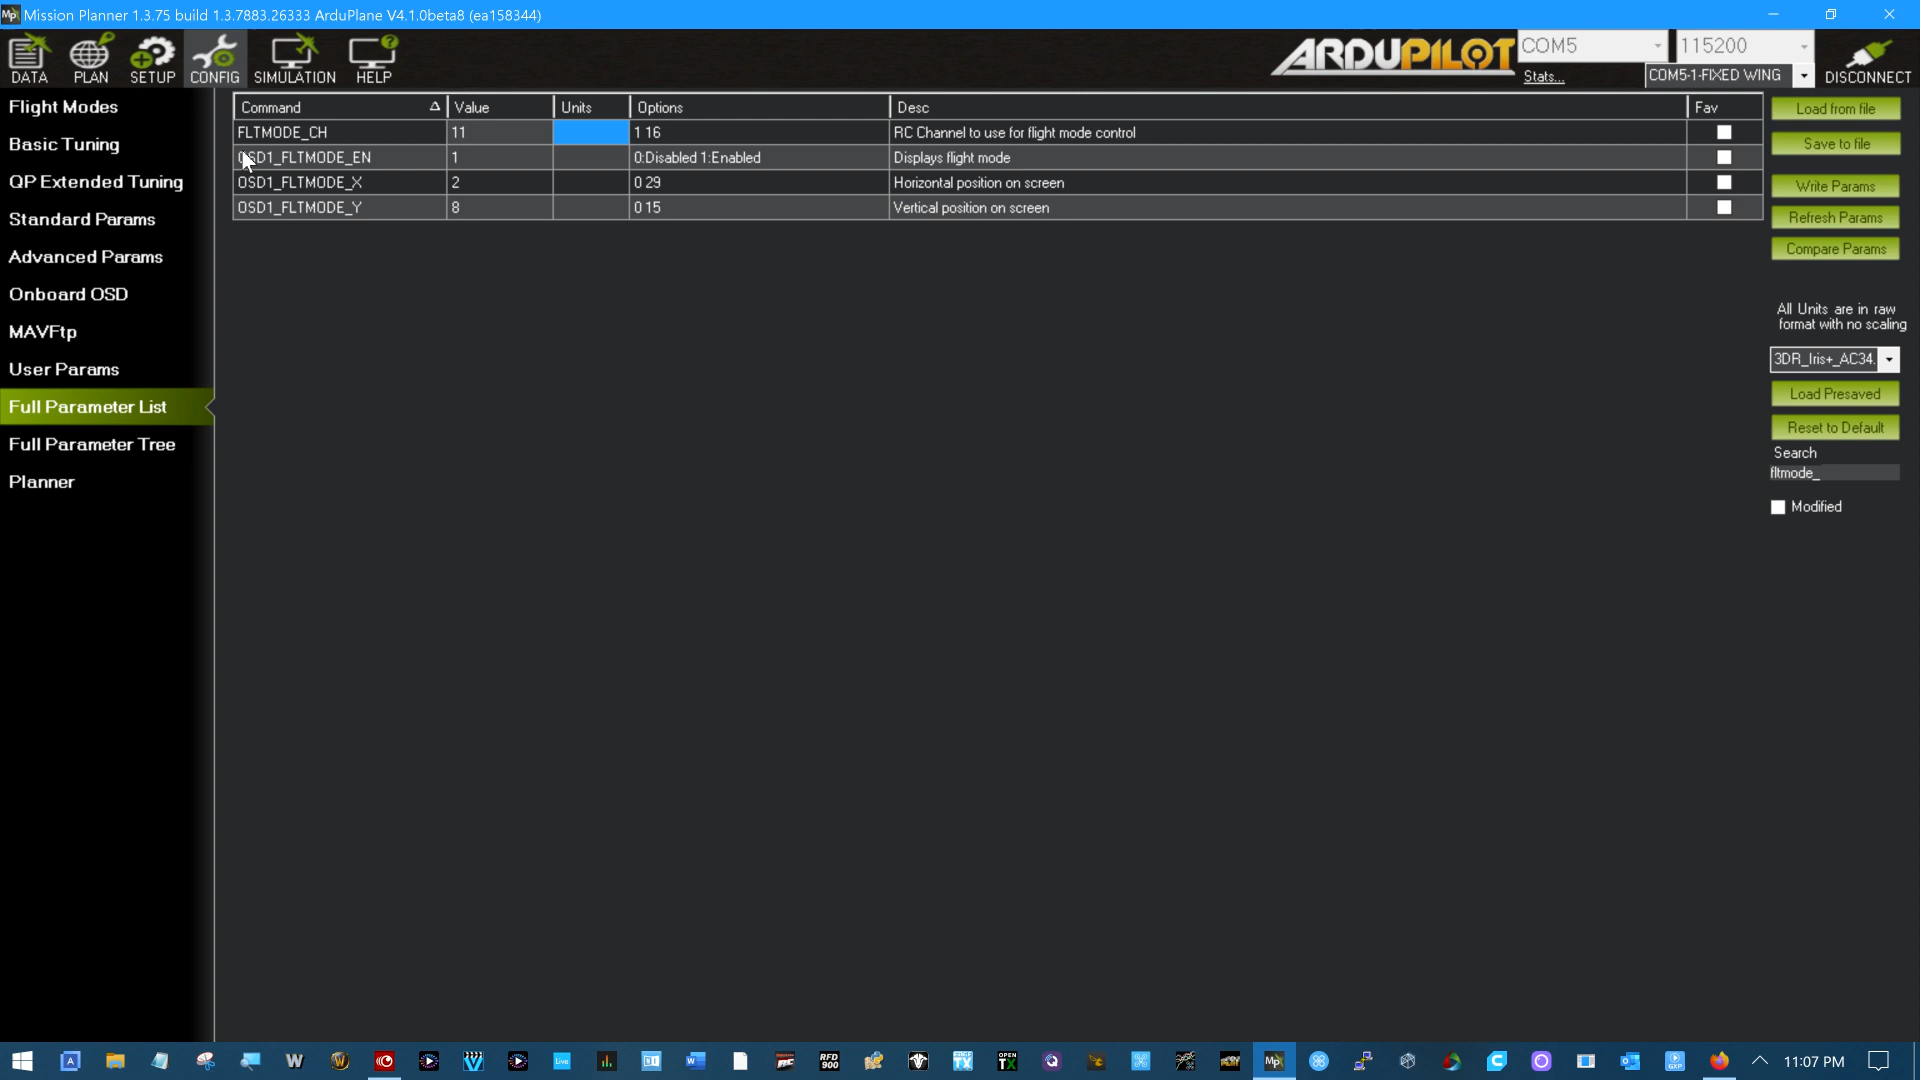 Mission Planner 1.3.75 build 1.3.7883.26333 ArduPlane V4.1.0beta8 (ea158344)
DATA PLAN SETUP CONFIG SIMULATION HELP
ARDUPILOT
COM5 115200
Stats... COM5-1-FIXED WING
DISCONNECT
Flight Modes
Basic Tuning
QP Extended Tuning
Standard Params
Advanced Params
Onboard OSD
MAVFtp
User Params
Full Parameter List
Full Parameter Tree
Planner
Command Value Units Options Desc Fav
FLTMODE_CH 11 1 16 RC Channel to use for flight mode control
OSD1_FLTMODE_EN 1 0:Disabled 1:Enabled Displays flight mode
OSD1_FLTMODE_X 2 0 29 Horizontal position on screen
OSD1_FLTMODE_Y 8 0 15 Vertical position on screen
Load from file
Save to file
Write Params
Refresh Params
Compare Params
All Units are in raw
format with no scaling
3DR_Iris+_AC34.
Load Presaved
Reset to Default
Search
fltmode_
Modified
11:07 PM